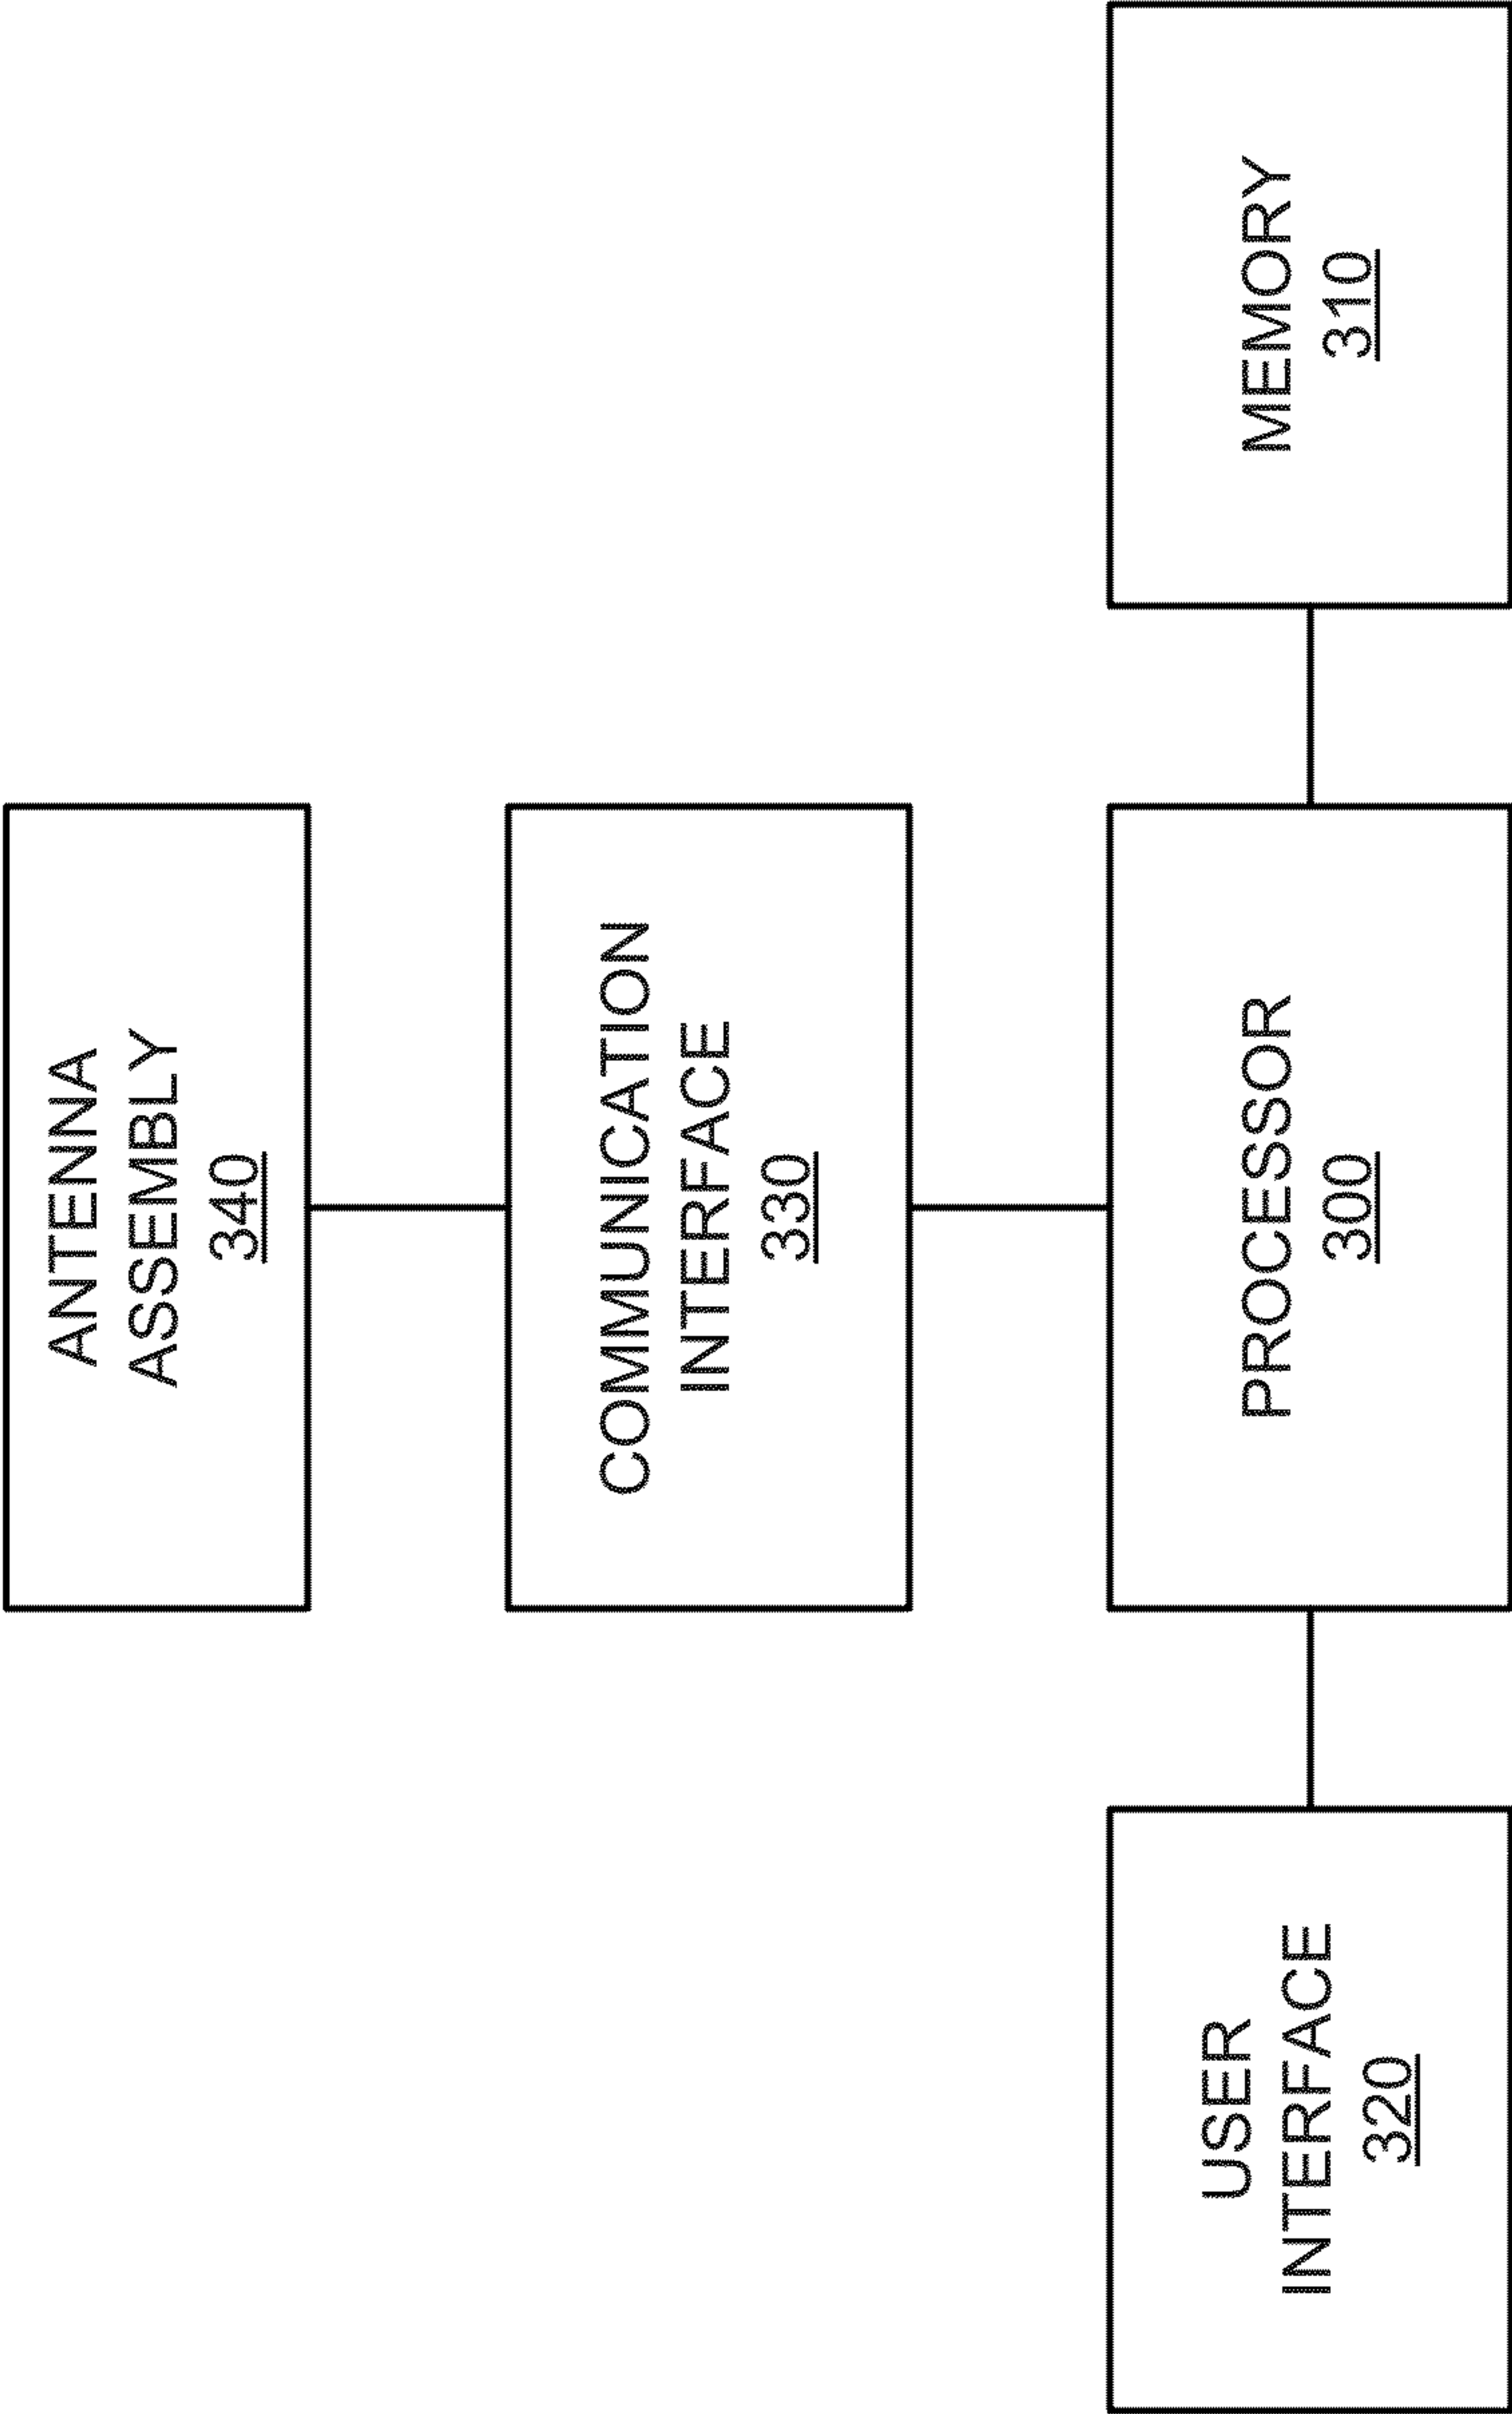 ANTENNA
ASSEMBLY
340
COMMUNICATION
INTERFACE
330
USER
INTERFACE
320
PROCESSOR
300
MEMORY
310